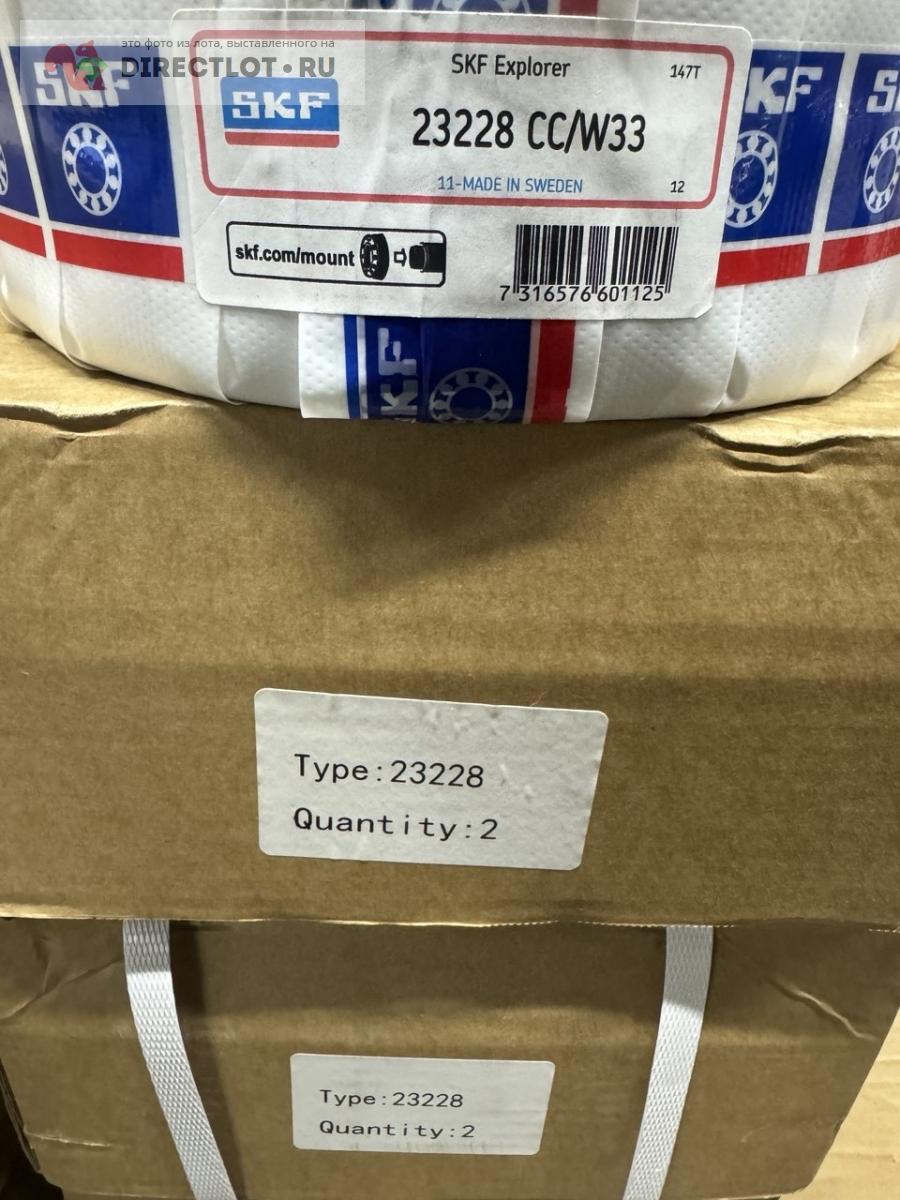 это фото из лота, выставленного на
DIRECTLOT.RU
SKF
SKF Explorer
147T
SKF
23228 CC/W33
11-MADE IN SWEDEN
12
skf.com/mount
7 316576 601125
SKF
Type:23228
Quantity:2
Type:23228
Quantity:2